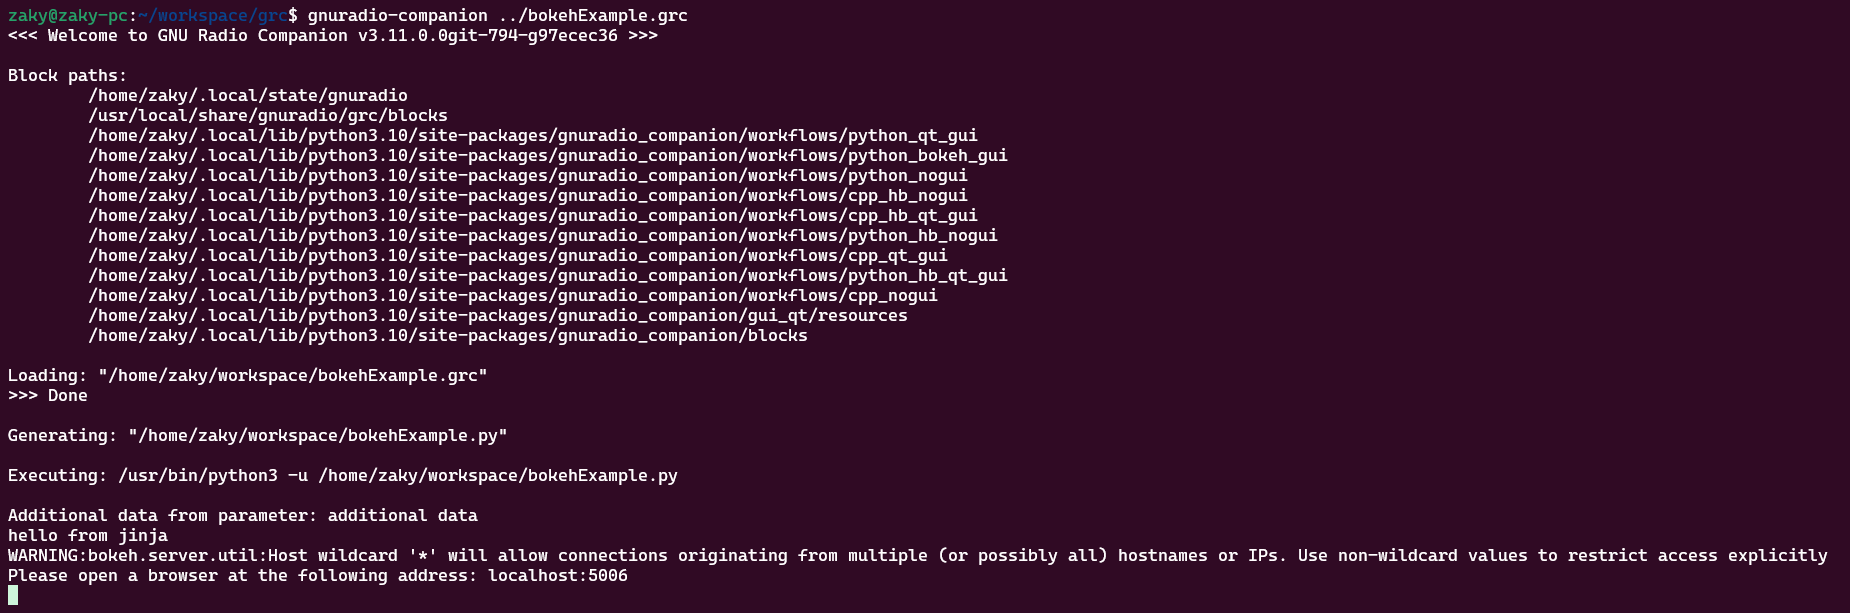 zaky@zaky-pc:~/workspace/grc$ gnuradio-companion ../bokehExample.grc
<<< Welcome to GNU Radio Companion v3.11.0.0git-794-g97ecec36 >>>
Block paths:
/home/zaky/.local/state/gnuradio
/usr/local/share/gnuradio/grc/blocks
/home/zaky/.local/lib/python3.10/site-packages/gnuradio_companion/workflows/python_qt_gui
/home/zaky/.local/lib/python3.10/site-packages/gnuradio_companion/workflows/python_bokeh_gui
/home/zaky/.local/lib/python3.10/site-packages/gnuradio_companion/workflows/python_nogui
/home/zaky/.local/lib/python3.10/site-packages/gnuradio_companion/workflows/cpp_hb_nogui
/home/zaky/.local/lib/python3.10/site-packages/gnuradio_companion/workflows/cpp_hb_qt_gui
/home/zaky/.local/lib/python3.10/site-packages/gnuradio_companion/workflows/python_hb_nogui
/home/zaky/.local/lib/python3.10/site-packages/gnuradio_companion/workflows/cpp_qt_gui
/home/zaky/.local/lib/python3.10/site-packages/gnuradio_companion/workflows/python_hb_qt_gui
/home/zaky/.local/lib/python3.10/site-packages/gnuradio_companion/workflows/cpp_nogui
/home/zaky/.local/lib/python3.10/site-packages/gnuradio_companion/gui_qt/resources
/home/zaky/.local/lib/python3.10/site-packages/gnuradio_companion/blocks
Loading: "/home/zaky/workspace/bokehExample.grc"
>>> Done
Generating: "/home/zaky/workspace/bokehExample.py"
Executing: /usr/bin/python3 -u /home/zaky/workspace/bokehExample.py
Additional data from parameter: additional data
hello from jinja
WARNING:bokeh.server.util:Host wildcard '*' will allow connections originating from multiple (or possibly all) hostnames or IPs. Use non-wildcard values to restrict access explicitly
Please open a browser at the following address: localhost:5006